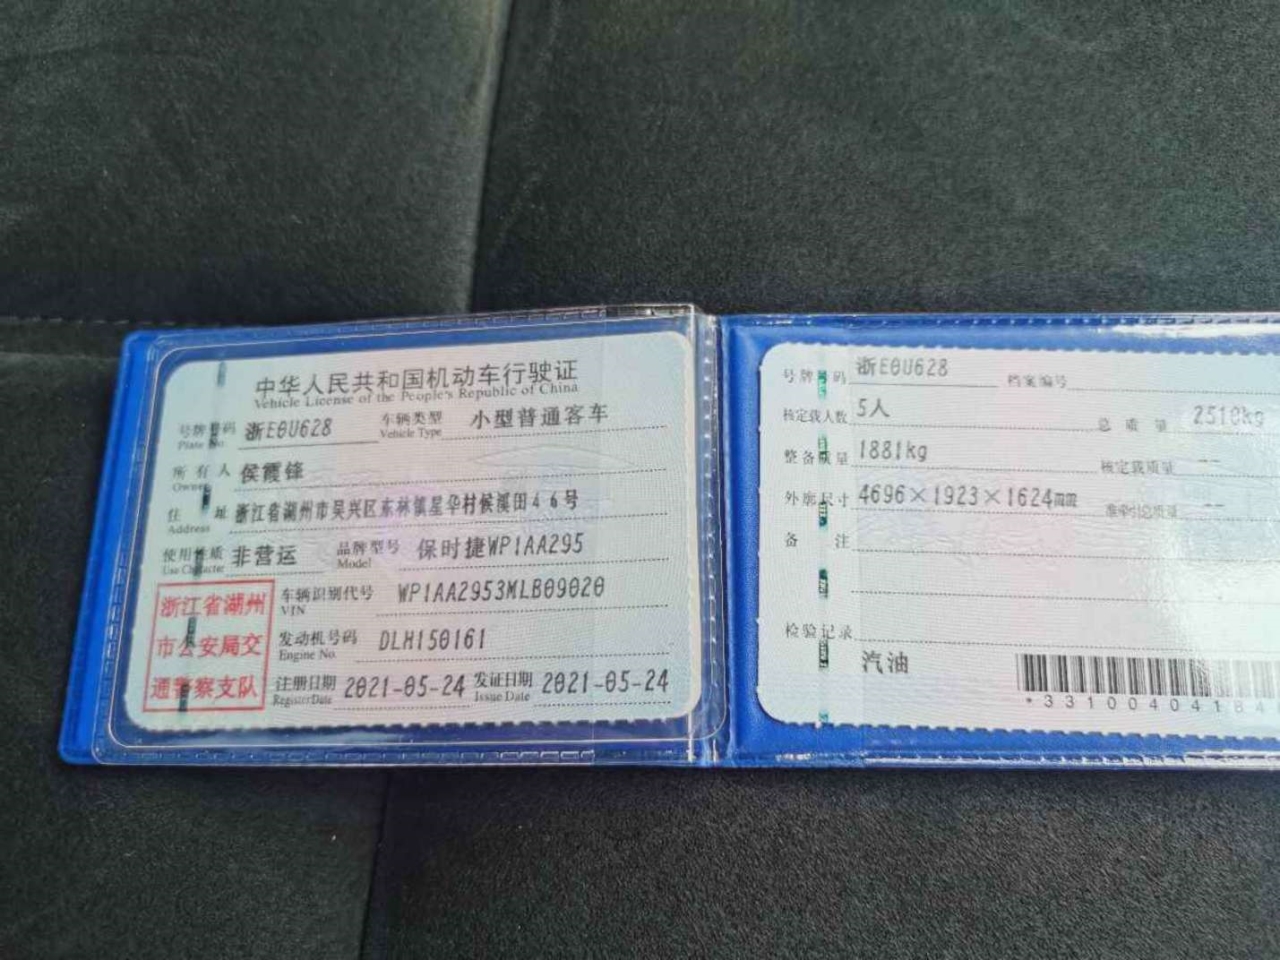 中华人民共和国机动车行驶证
Vehicle License of the People's Republic of China
号牌号码 浙E0U628 车辆类型 小型普通客车
Plate No. Vehicle Type
所有人 侯霞锋
Owner
住址 浙江省湖州市吴兴区东林镇星华村候溪田46号
Address
使用性质 非营运 品牌型号 保时捷WP1AA295
Use Character Model
浙江省湖州
市公安局交
通警察支队
车辆识别代号 WP1AA2953MLB09020
VIN
发动机号码 DLH150161
Engine No.
注册日期 2021-05-24 发证日期 2021-05-24
Register Date Issue Date
号牌号码 浙E0U628 档案编号
核定载人数 5人 总质量 2510kg
整备质量 1881kg 核定载质量 --
外廓尺寸 4696×1923×1624mm 准牵引总质量 --
备注
检验记录
汽油
*33100404184